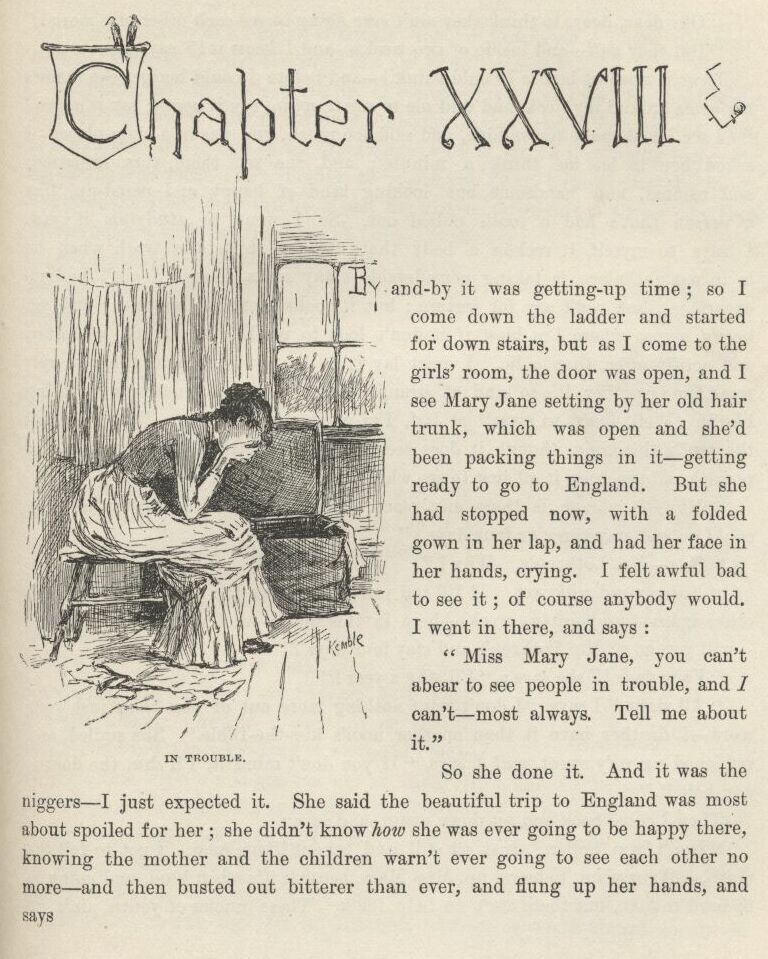 Chapter XXVIII
By-and-by it was getting-up time; so I
come down the ladder and started
for down stairs, but as I come to the
girls' room, the door was open, and I
see Mary Jane setting by her old hair
trunk, which was open and she'd
been packing things in it—getting
ready to go to England. But she
had stopped now, with a folded
gown in her lap, and had her face in
her hands, crying. I felt awful bad
to see it; of course anybody would.
I went in there, and says:
"Miss Mary Jane, you can't
abear to see people in trouble, and I
can't—most always. Tell me about
it."
Kemble
IN TROUBLE.
So she done it. And it was the
niggers—I just expected it. She said the beautiful trip to England was most
about spoiled for her; she didn't know how she was ever going to be happy there,
knowing the mother and the children warn't ever going to see each other no
more—and then busted out bitterer than ever, and flung up her hands, and
says